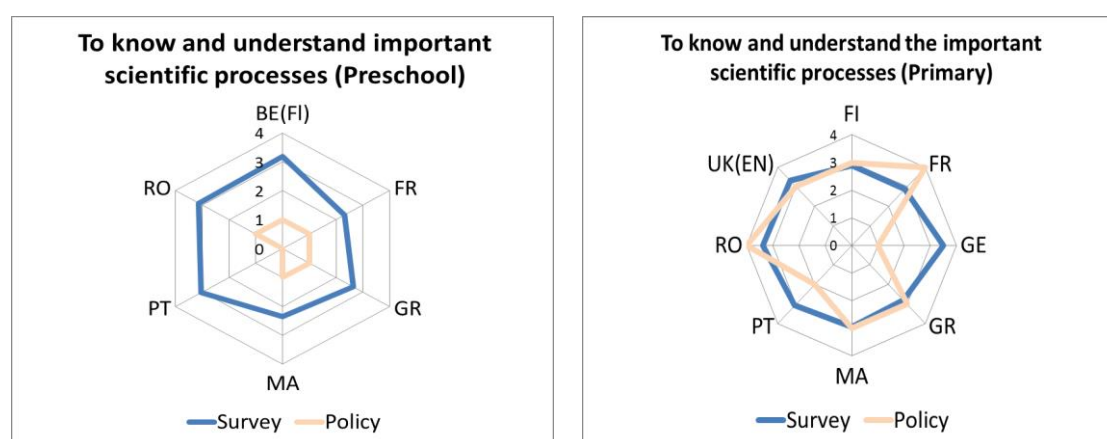 To know and understand important
scientific processes (Preschool)
BE(Fl)
4
3
2
1
0
RO
FR
PT
GR
MA
Survey
Policy
To know and understand the important
scientific processes (Primary)
FI
4
3
2
1
0
UK(EN)
FR
RO
GE
PT
GR
MA
Survey
Policy